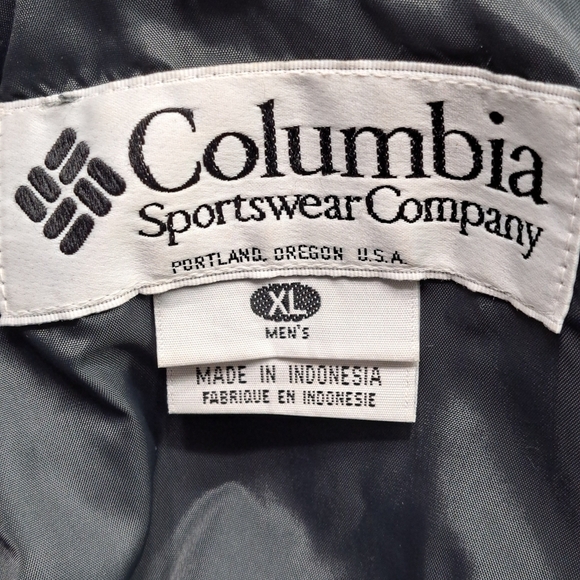 Columbia
Sportswear Company
PORTLAND, OREGON U.S.A.
XL
MEN'S
MADE IN INDONESIA
FABRIQUE EN INDONESIE